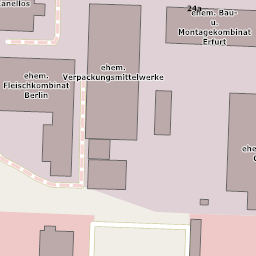 anellos
24a
ehem. Bau-
u.
Montagekombinat
Erfurt
ehem.
Verpackungsmittelwerke
ehem.
Fleischkombinat
Berlin
ehe